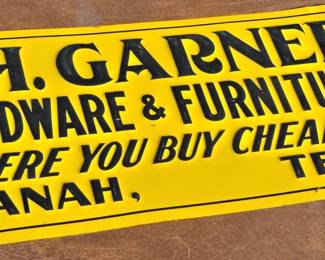 H. GARNE
DWARE & FURNITU
ERE YOU BUY CHEA
ANAH, TE